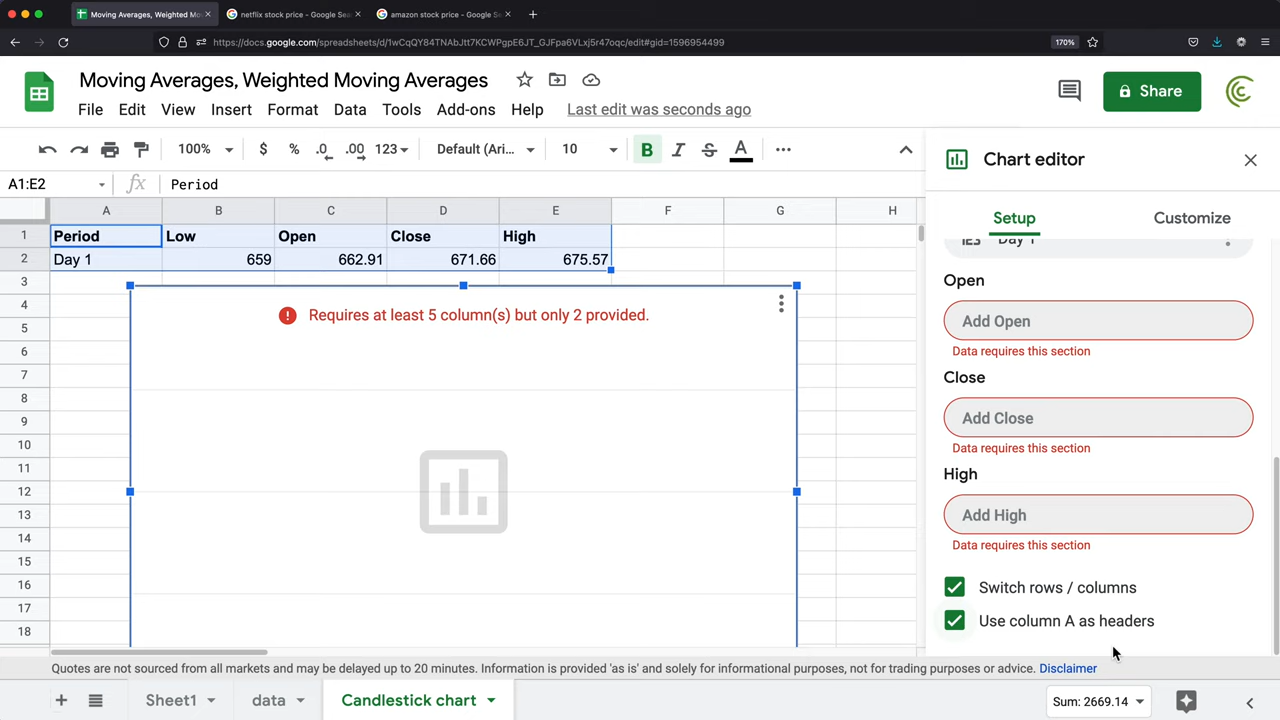 Moving Averages, Weighted Mo
netflix stock price - Google Sea
amazon stock price - Google Se
https://docs.google.com/spreadsheets/d/1wCqQY84TNAbJtt7KCWPgpE6JT_GJFpa6VLxj5r47oqc/edit#gid=1596954499
170%
Moving Averages, Weighted Moving Averages
File Edit View Insert Format Data Tools Add-ons Help Last edit was seconds ago
Share
100% $ % .0 .00 123 Default (Ari... 10 B I S A
A1:E2 fx Period
A B C D E F G H
1 Period Low Open Close High
2 Day 1 659 662.91 671.66 675.57
3
4
5
6
7
8
9
10
11
12
13
14
15
16
17
18
Requires at least 5 column(s) but only 2 provided.
Chart editor
Setup Customize
123 Day 1
Open
Add Open
Data requires this section
Close
Add Close
Data requires this section
High
Add High
Data requires this section
Switch rows / columns
Use column A as headers
Quotes are not sourced from all markets and may be delayed up to 20 minutes. Information is provided 'as is' and solely for informational purposes, not for trading purposes or advice. Disclaimer
Sheet1 data Candlestick chart
Sum: 2669.14